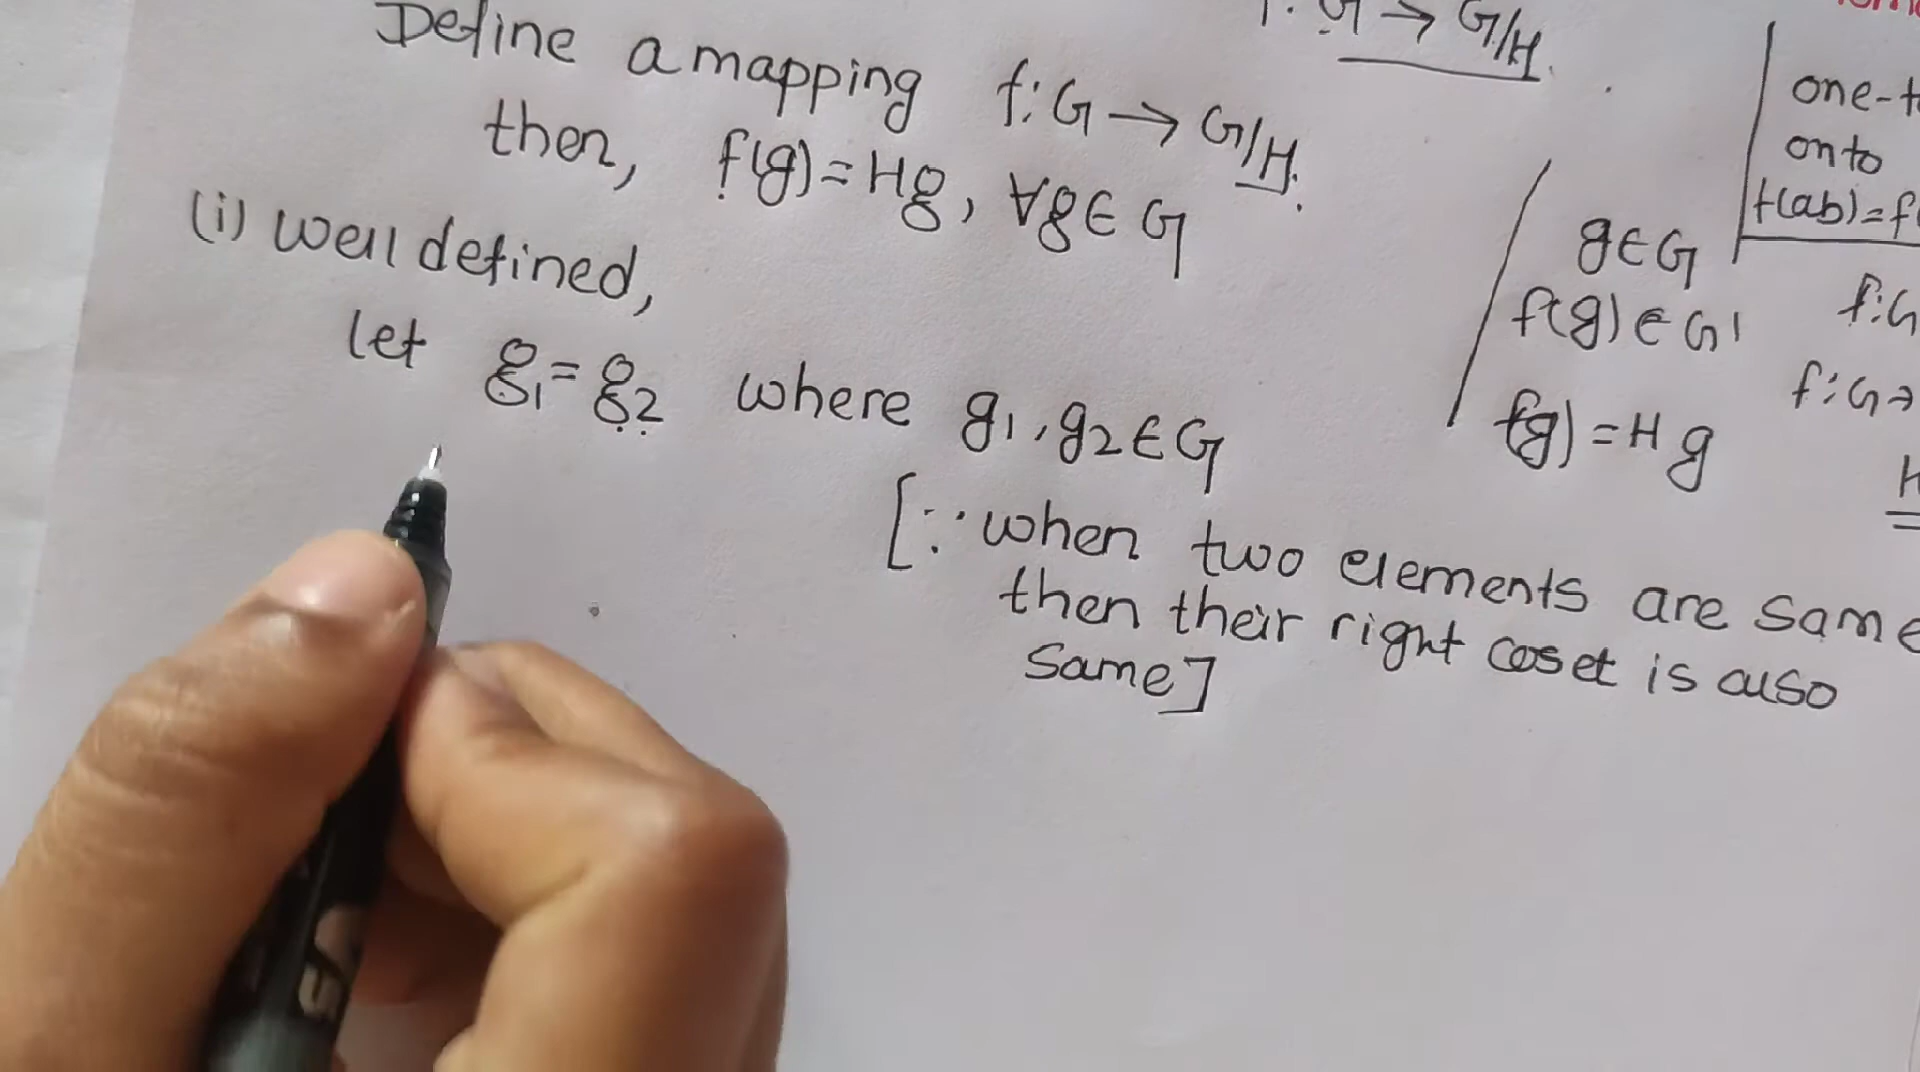 Define a mapping f: G → G/H.
then, f(g) = Hg, ∀g ∈ G
(i) well defined,
let g₁ = g₂ where g₁, g₂ ∈ G
[∵ when two elements are same
then their right coset is also
same]
: G → G/H.
one-t
onto
f(ab) = f
g ∈ G
f(g) ∈ G'
f(g) = Hg
f: G
f: G →
H